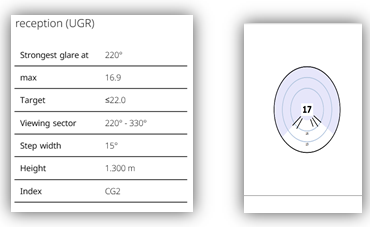 reception (UGR)
Strongest glare at 220°
max 16.9
Target ≤22.0
Viewing sector 220° - 330°
Step width 15°
Height 1.300 m
Index CG2
17